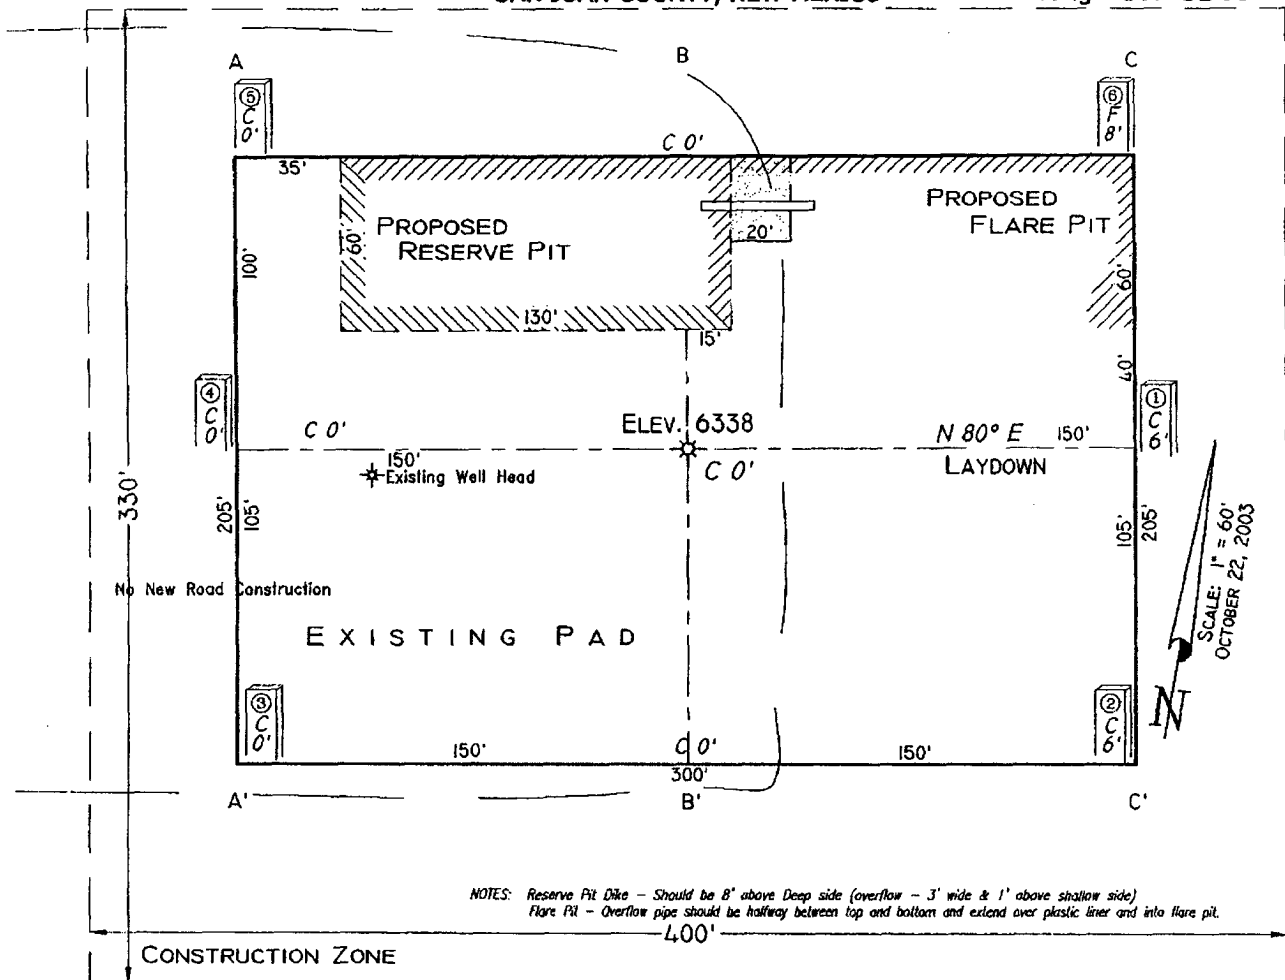 A
B
C
⑤
C
0'
⑥
F
8'
C 0'
35'
PROPOSED
RESERVE PIT
PROPOSED
FLARE PIT
60'
20'
100'
60'
130'
15'
40'
④
C
0'
①
C
6'
C 0'
ELEV. 6338
N 80° E 150'
LAYDOWN
150'
Existing Well Head
C 0'
330'
205'
105'
105'
205'
SCALE: 1" = 60'
OCTOBER 22, 2003
No New Road Construction
EXISTING PAD
③
C
0'
②
C
6'
N
150'
C 0'
150'
300'
A'
B'
C'
NOTES: Reserve Pit Dike – Should be 8' above Deep side (overflow – 3' wide & 1' above shallow side)
Flare Pit – Overflow pipe should be halfway between top and bottom and extend over plastic liner and into flare pit.
400'
CONSTRUCTION ZONE